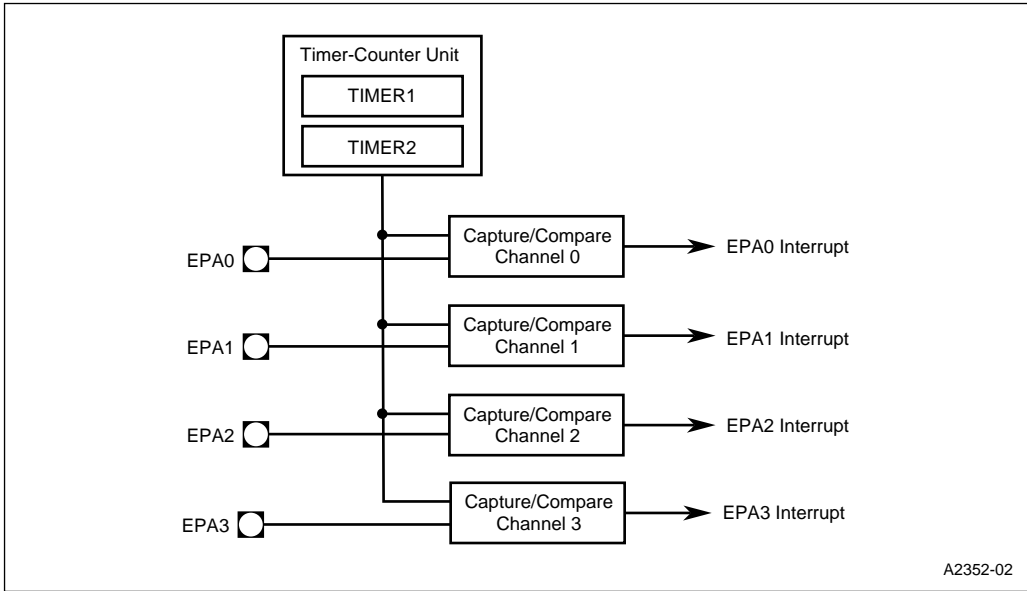 Timer-Counter Unit
TIMER1
TIMER2
EPA0
Capture/Compare
Channel 0
EPA0 Interrupt
EPA1
Capture/Compare
Channel 1
EPA1 Interrupt
EPA2
Capture/Compare
Channel 2
EPA2 Interrupt
EPA3
Capture/Compare
Channel 3
EPA3 Interrupt
A2352-02